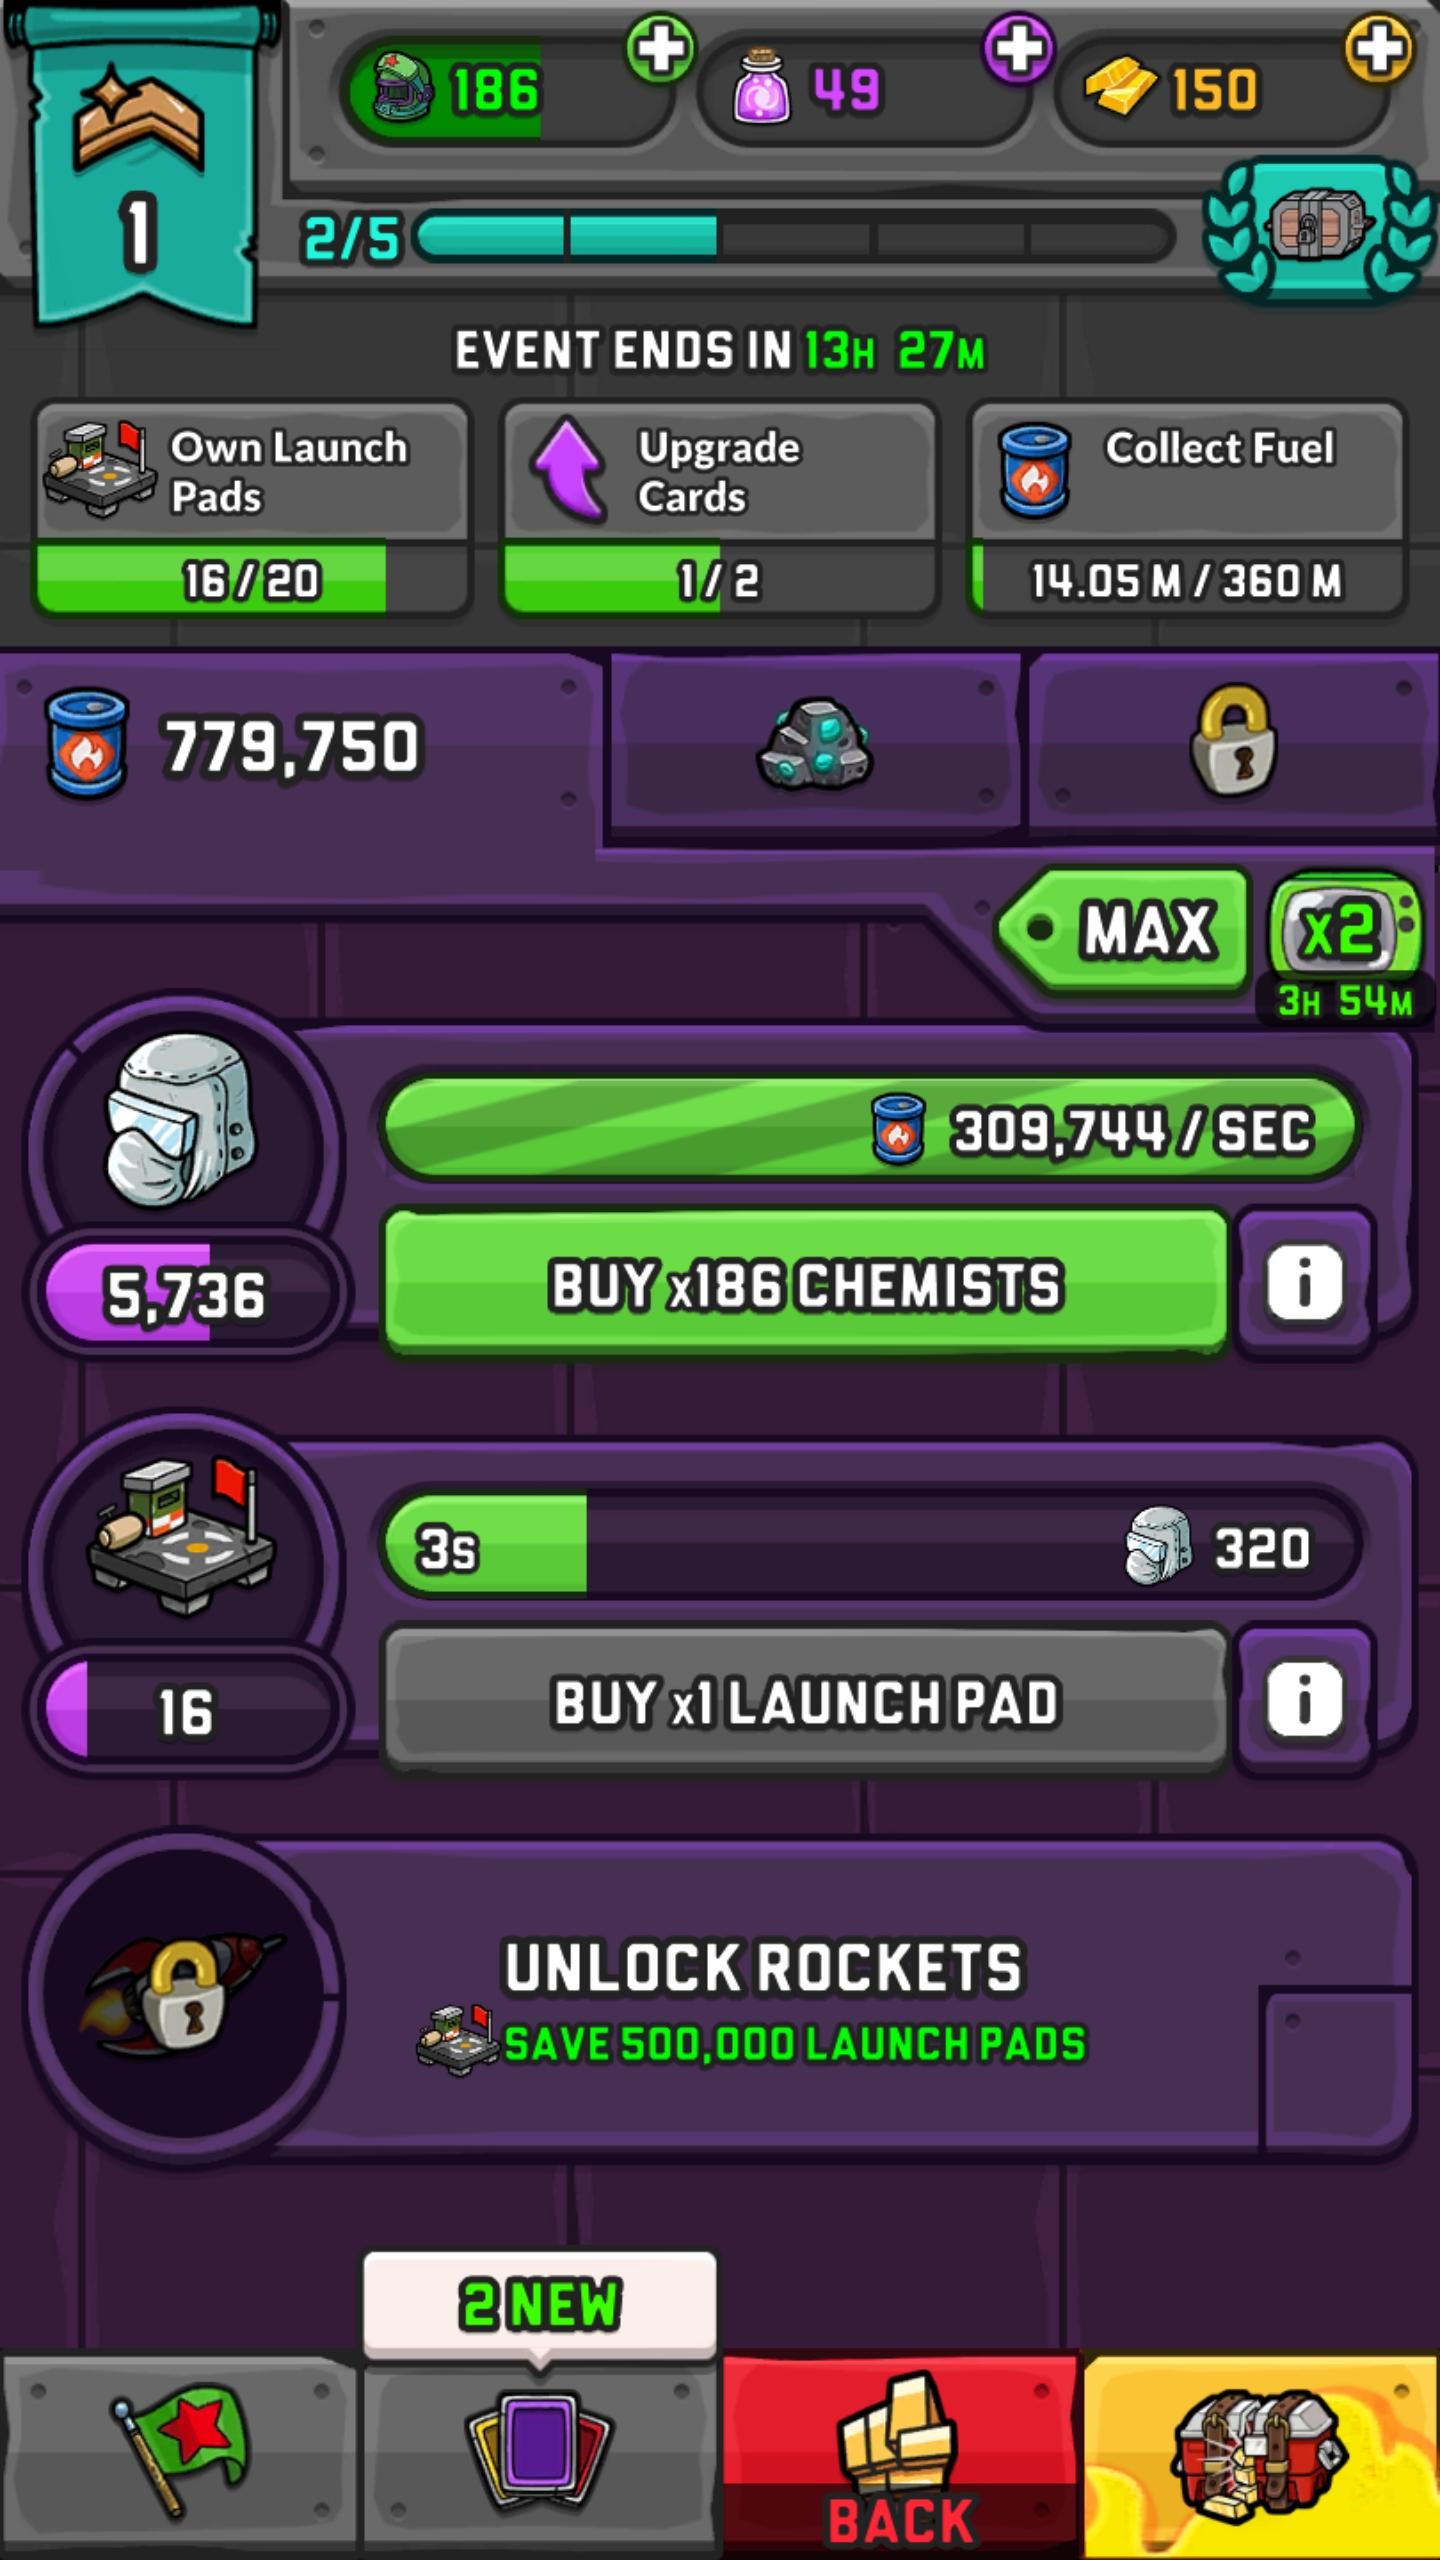 186
49
150
1
2/5
EVENT ENDS IN 13H 27M
Own Launch
Pads
16 / 20
Upgrade
Cards
1 / 2
Collect Fuel
14.05 M / 360 M
779,750
MAX
x2
3H 54M
309,744 / SEC
5,736
BUY x186 CHEMISTS
i
3s
320
16
BUY x1 LAUNCH PAD
i
UNLOCK ROCKETS
SAVE 500,000 LAUNCH PADS
2 NEW
BACK